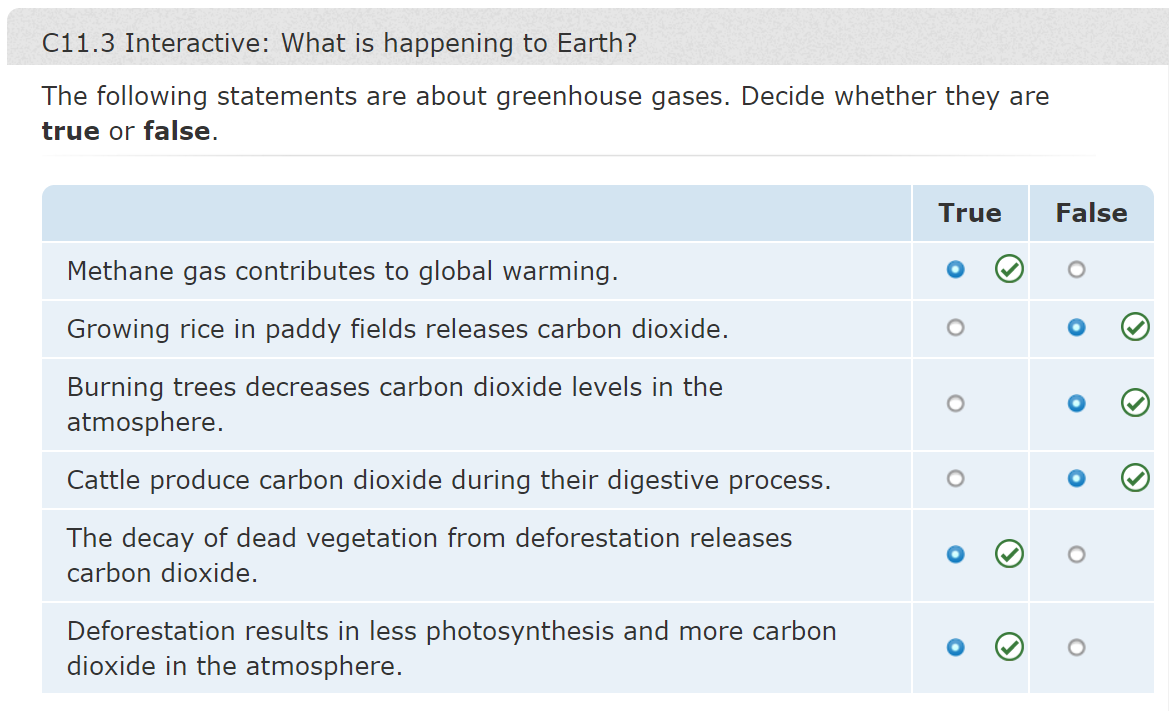 C11.3 Interactive: What is happening to Earth?
The following statements are about greenhouse gases. Decide whether they are
true or false.
True False
Methane gas contributes to global warming.
Growing rice in paddy fields releases carbon dioxide.
Burning trees decreases carbon dioxide levels in the
atmosphere.
Cattle produce carbon dioxide during their digestive process.
The decay of dead vegetation from deforestation releases
carbon dioxide.
Deforestation results in less photosynthesis and more carbon
dioxide in the atmosphere.